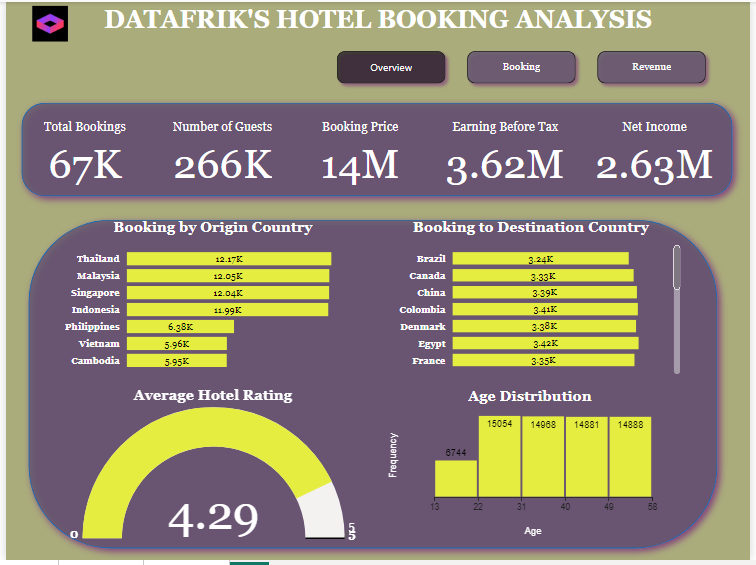 DATAFRIK'S HOTEL BOOKING ANALYSIS
Overview
Booking
Revenue
Total Bookings
67K
Number of Guests
266K
Booking Price
14M
Earning Before Tax
3.62M
Net Income
2.63M
Booking by Origin Country
Thailand 12.17K
Malaysia 12.05K
Singapore 12.04K
Indonesia 11.99K
Philippines 6.38K
Vietnam 5.96K
Cambodia 5.95K
Booking to Destination Country
Brazil 3.24K
Canada 3.33K
China 3.39K
Colombia 3.41K
Denmark 3.38K
Egypt 3.42K
France 3.35K
Average Hotel Rating
4.29
0
5
5
Age Distribution
Frequency
6744 15054 14968 14881 14888
13 22 31 40 49 58
Age